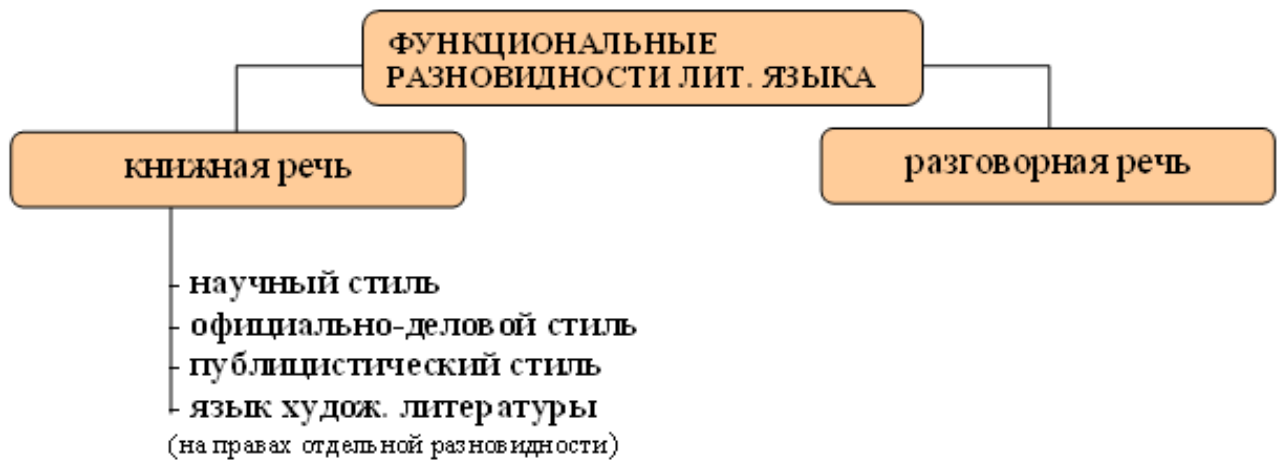 ФУНКЦИОНАЛЬНЫЕ
РАЗНОВИДНОСТИ ЛИТ. ЯЗЫКА
книжная речь
разговорная речь
- научный стиль
- официально-деловой стиль
- публицистический стиль
- язык худож. литературы
(на правах отдельной разновидности)